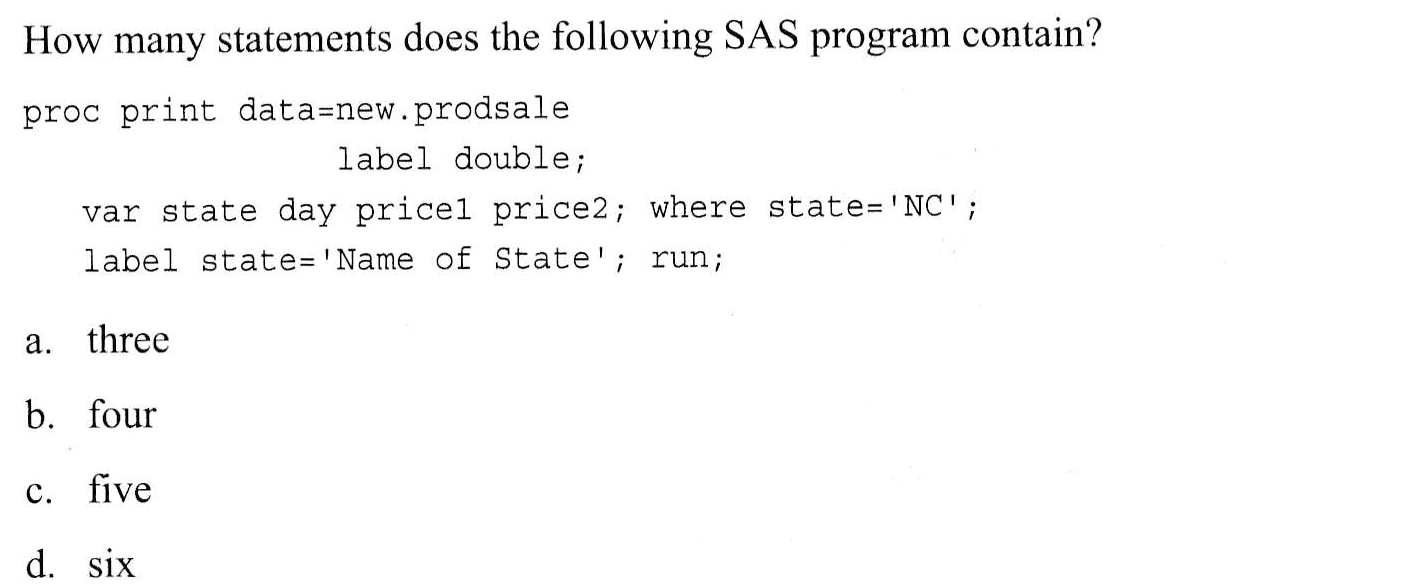 How many statements does the following SAS program contain?
proc print data=new.prodsale
label double;
var state day price1 price2; where state='NC';
label state='Name of State'; run;
a. three
b. four
c. five
d. six